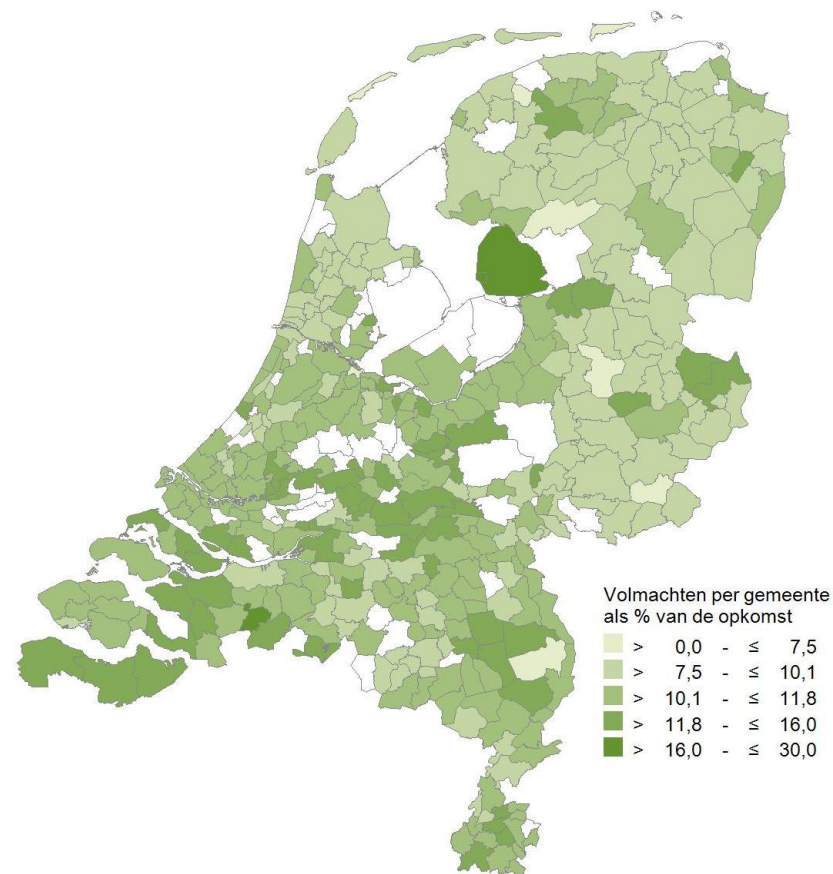 Volmachten per gemeente
als % van de opkomst
> 0,0 - ≤ 7,5
> 7,5 - ≤ 10,1
> 10,1 - ≤ 11,8
> 11,8 - ≤ 16,0
> 16,0 - ≤ 30,0